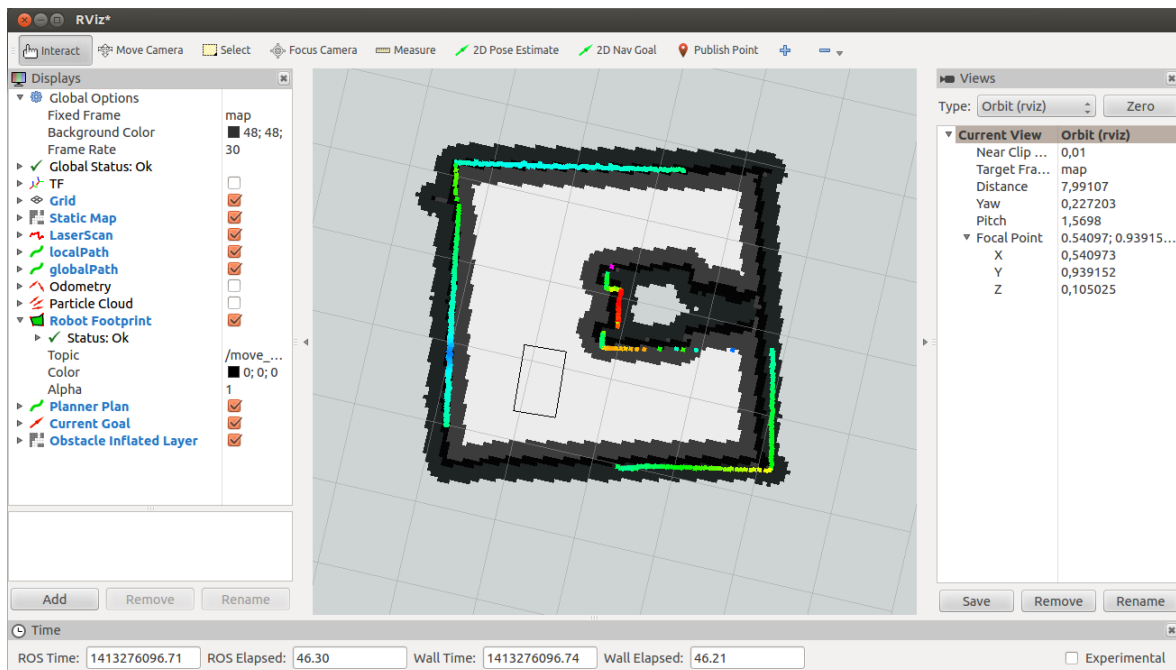 RViz*
Interact Move Camera Select Focus Camera Measure 2D Pose Estimate 2D Nav Goal Publish Point
Displays
Global Options
Fixed Frame map
Background Color 48; 48;
Frame Rate 30
Global Status: Ok
TF
Grid
Static Map
LaserScan
localPath
globalPath
Odometry
Particle Cloud
Robot Footprint
Status: Ok
Topic /move_...
Color 0; 0; 0
Alpha 1
Planner Plan
Current Goal
Obstacle Inflated Layer
Add Remove Rename
Views
Type: Orbit (rviz) Zero
Current View Orbit (rviz)
Near Clip ... 0,01
Target Fra... map
Distance 7,99107
Yaw 0,227203
Pitch 1,5698
Focal Point 0.54097; 0.93915...
X 0,540973
Y 0,939152
Z 0,105025
Save Remove Rename
Time
ROS Time: 1413276096.71 ROS Elapsed: 46.30 Wall Time: 1413276096.74 Wall Elapsed: 46.21 Experimental